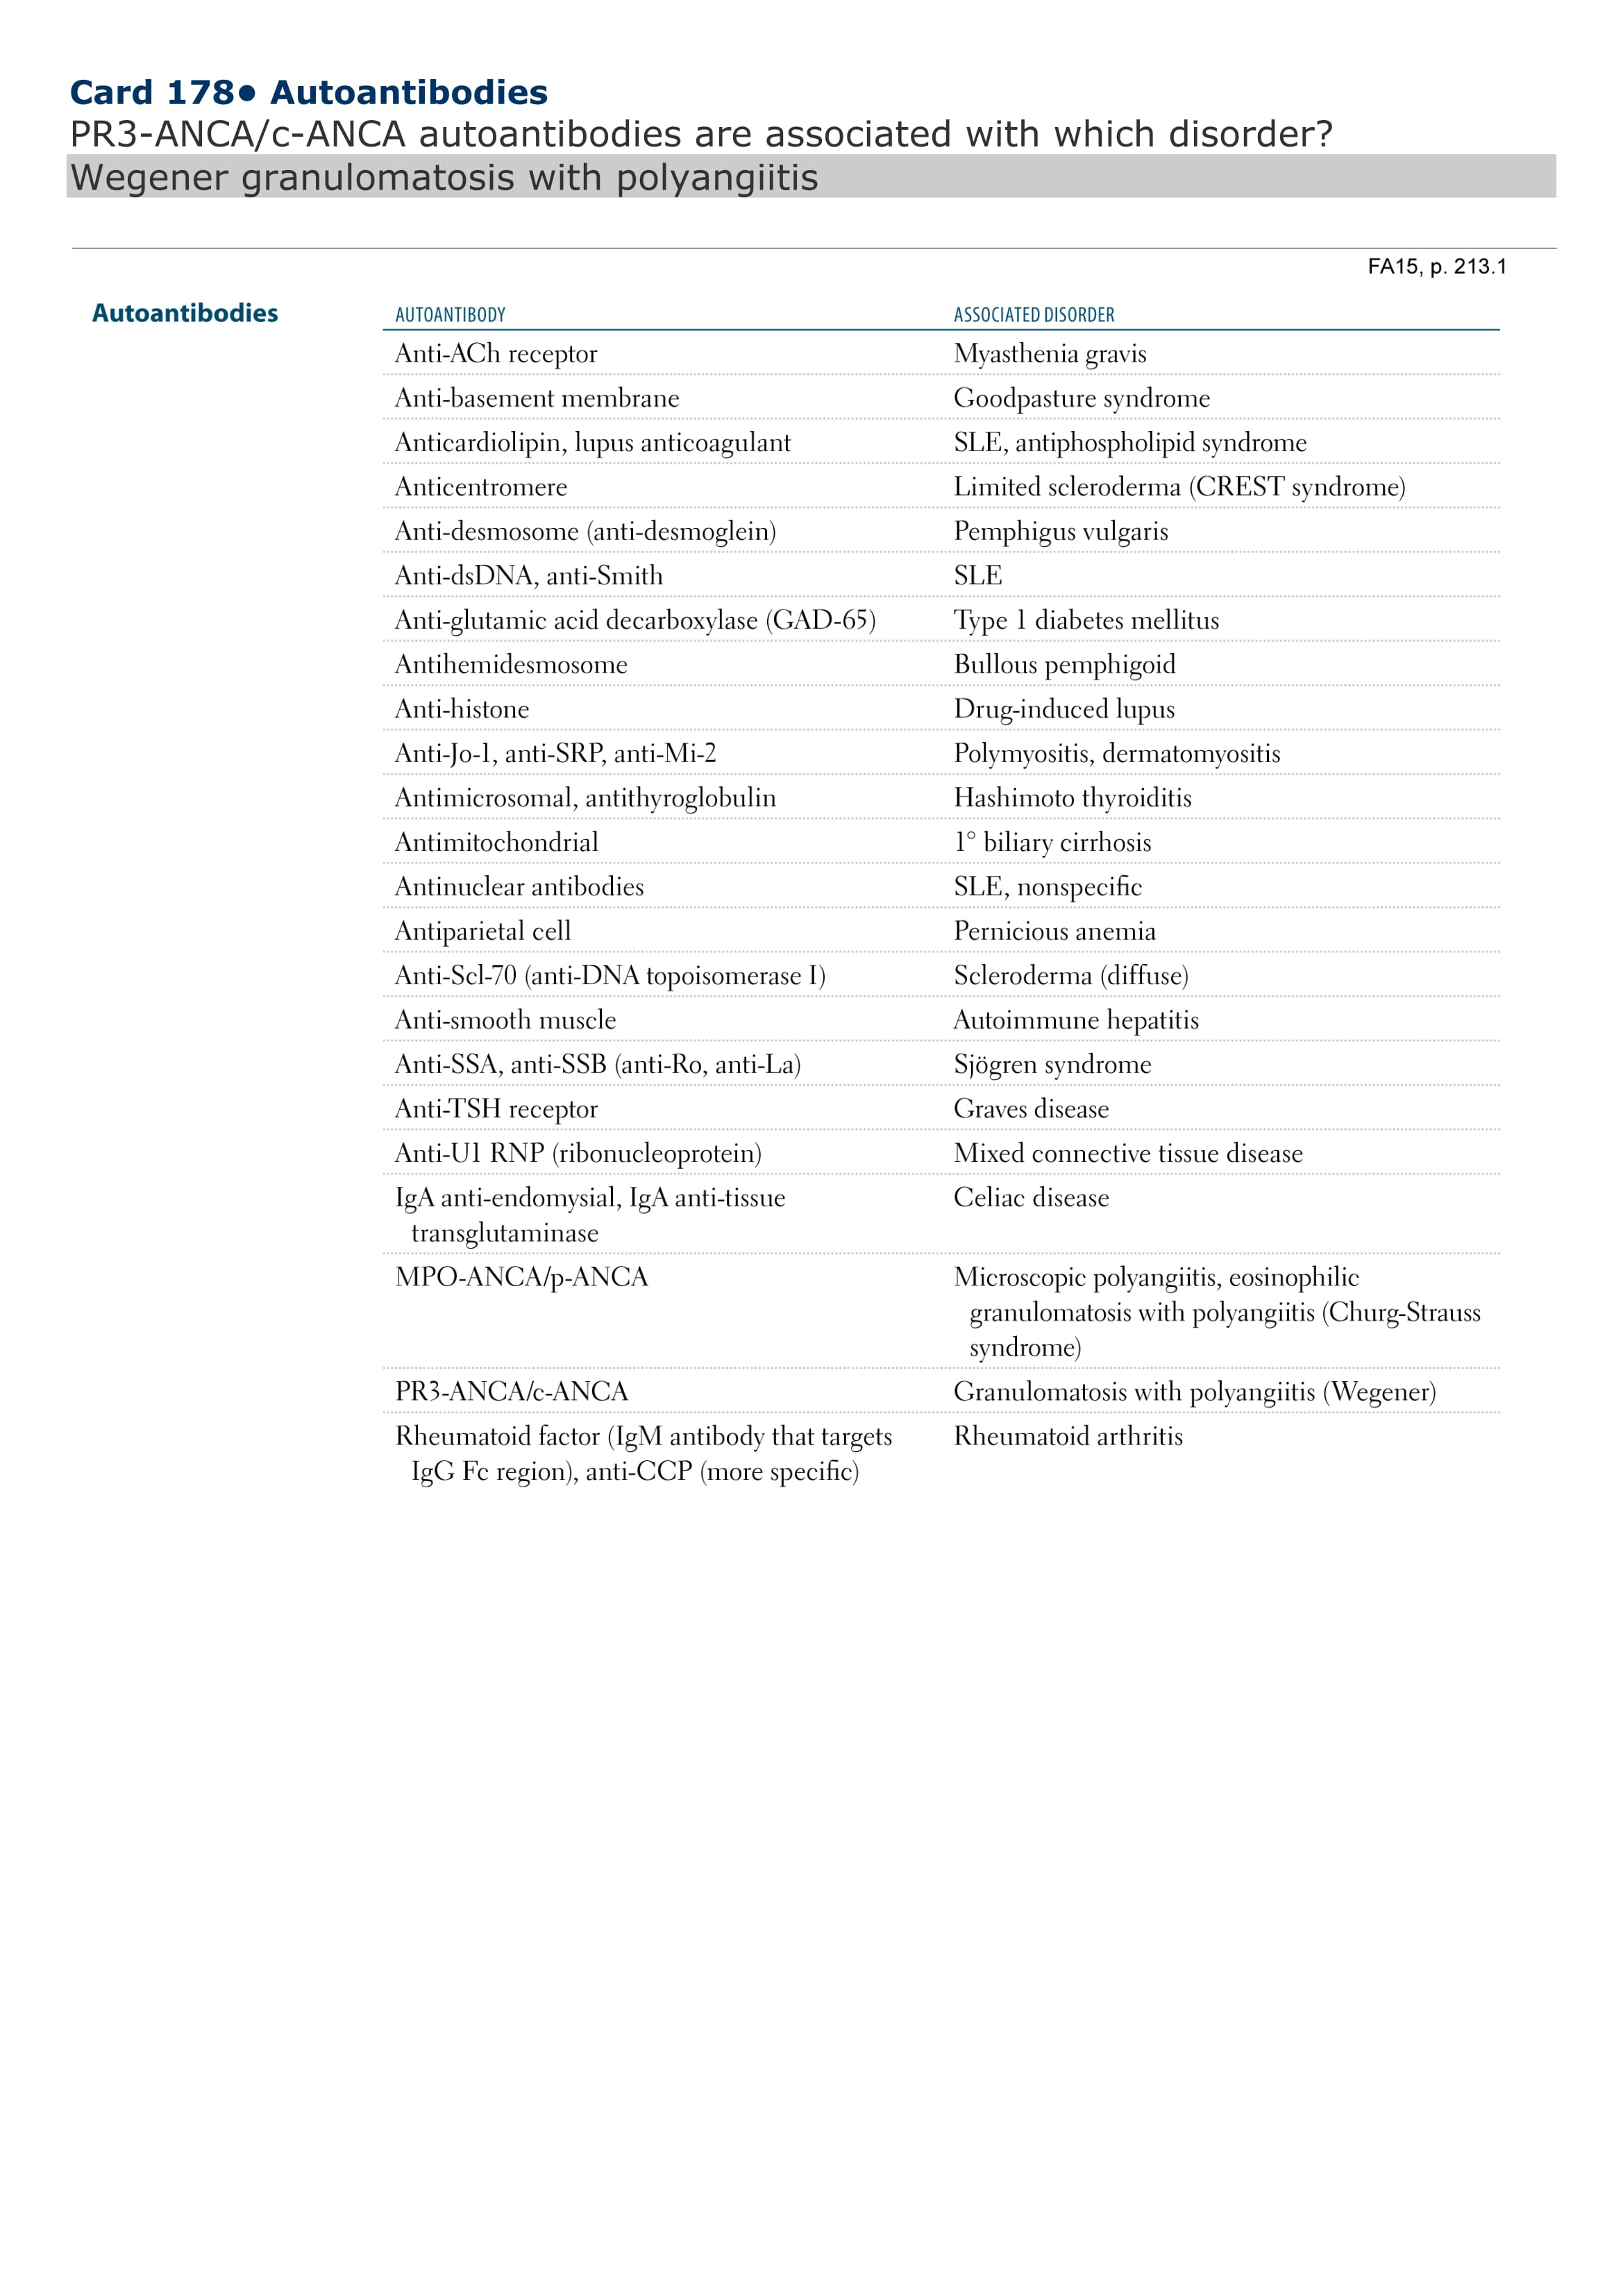 Card 178• Autoantibodies
PR3-ANCA/c-ANCA autoantibodies are associated with which disorder?
Wegener granulomatosis with polyangiitis
FA15, p. 213.1
Autoantibodies AUTOANTIBODY ASSOCIATED DISORDER
Anti-ACh receptor Myasthenia gravis
Anti-basement membrane Goodpasture syndrome
Anticardiolipin, lupus anticoagulant SLE, antiphospholipid syndrome
Anticentromere Limited scleroderma (CREST syndrome)
Anti-desmosome (anti-desmoglein) Pemphigus vulgaris
Anti-dsDNA, anti-Smith SLE
Anti-glutamic acid decarboxylase (GAD-65) Type 1 diabetes mellitus
Antihemidesmosome Bullous pemphigoid
Anti-histone Drug-induced lupus
Anti-Jo-1, anti-SRP, anti-Mi-2 Polymyositis, dermatomyositis
Antimicrosomal, antithyroglobulin Hashimoto thyroiditis
Antimitochondrial 1° biliary cirrhosis
Antinuclear antibodies SLE, nonspecific
Antiparietal cell Pernicious anemia
Anti-Scl-70 (anti-DNA topoisomerase I) Scleroderma (diffuse)
Anti-smooth muscle Autoimmune hepatitis
Anti-SSA, anti-SSB (anti-Ro, anti-La) Sjögren syndrome
Anti-TSH receptor Graves disease
Anti-U1 RNP (ribonucleoprotein) Mixed connective tissue disease
IgA anti-endomysial, IgA anti-tissue Celiac disease
transglutaminase
MPO-ANCA/p-ANCA Microscopic polyangiitis, eosinophilic
granulomatosis with polyangiitis (Churg-Strauss
syndrome)
PR3-ANCA/c-ANCA Granulomatosis with polyangiitis (Wegener)
Rheumatoid factor (IgM antibody that targets Rheumatoid arthritis
IgG Fc region), anti-CCP (more specific)